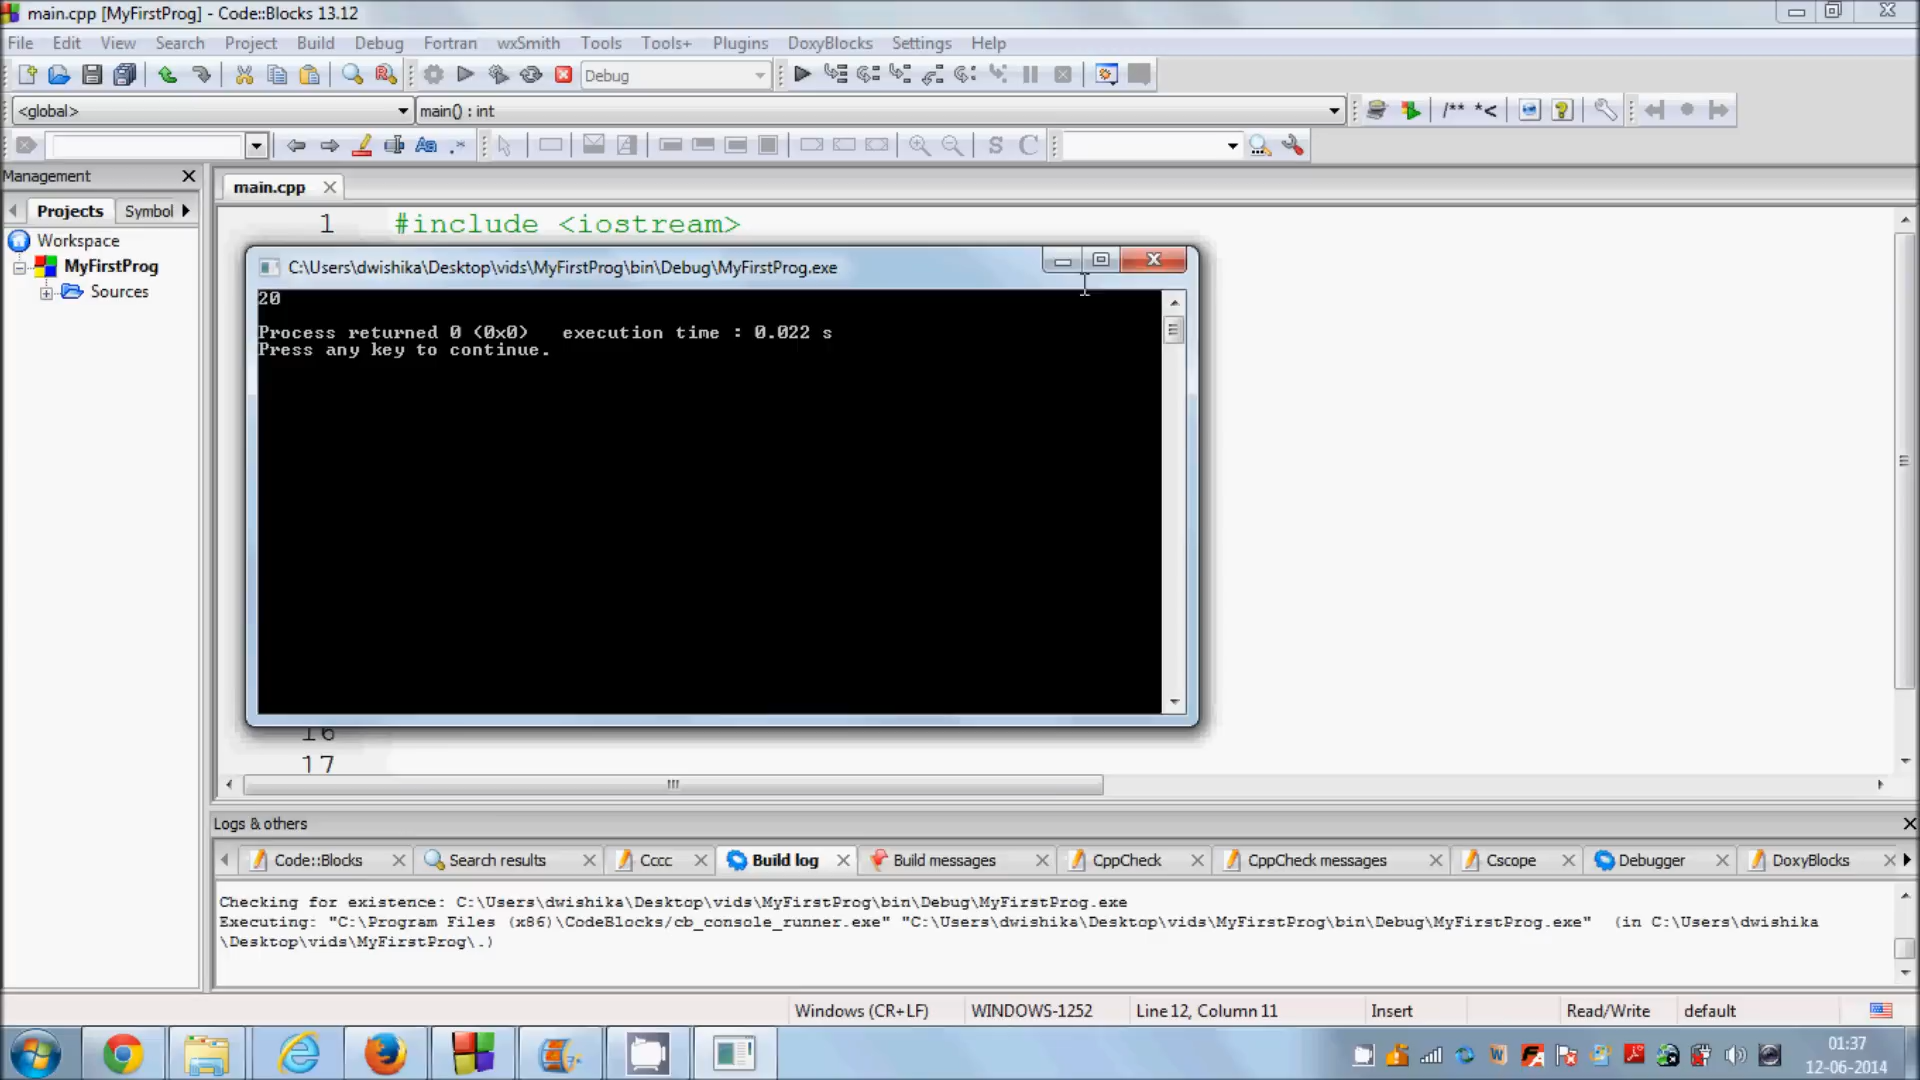 main.cpp [MyFirstProg] - Code::Blocks 13.12
File Edit View Search Project Build Debug Fortran wxSmith Tools Tools+ Plugins DoxyBlocks Settings Help
Debug
<global> main() : int /** *<
S C
Management
main.cpp
Projects Symbol
Workspace
MyFirstProg
Sources
1 #include <iostream>
C:\Users\dwishika\Desktop\vids\MyFirstProg\bin\Debug\MyFirstProg.exe
20
Process returned 0 (0x0) execution time : 0.022 s
Press any key to continue.
16
17
Logs & others
Code::Blocks Search results Cccc Build log Build messages CppCheck CppCheck messages Cscope Debugger DoxyBlocks
Checking for existence: C:\Users\dwishika\Desktop\vids\MyFirstProg\bin\Debug\MyFirstProg.exe
Executing: "C:\Program Files (x86)\CodeBlocks/cb_console_runner.exe" "C:\Users\dwishika\Desktop\vids\MyFirstProg\bin\Debug\MyFirstProg.exe" (in C:\Users\dwishika
\Desktop\vids\MyFirstProg\.)
Windows (CR+LF) WINDOWS-1252 Line 12, Column 11 Insert Read/Write default
01:37
12-06-2014